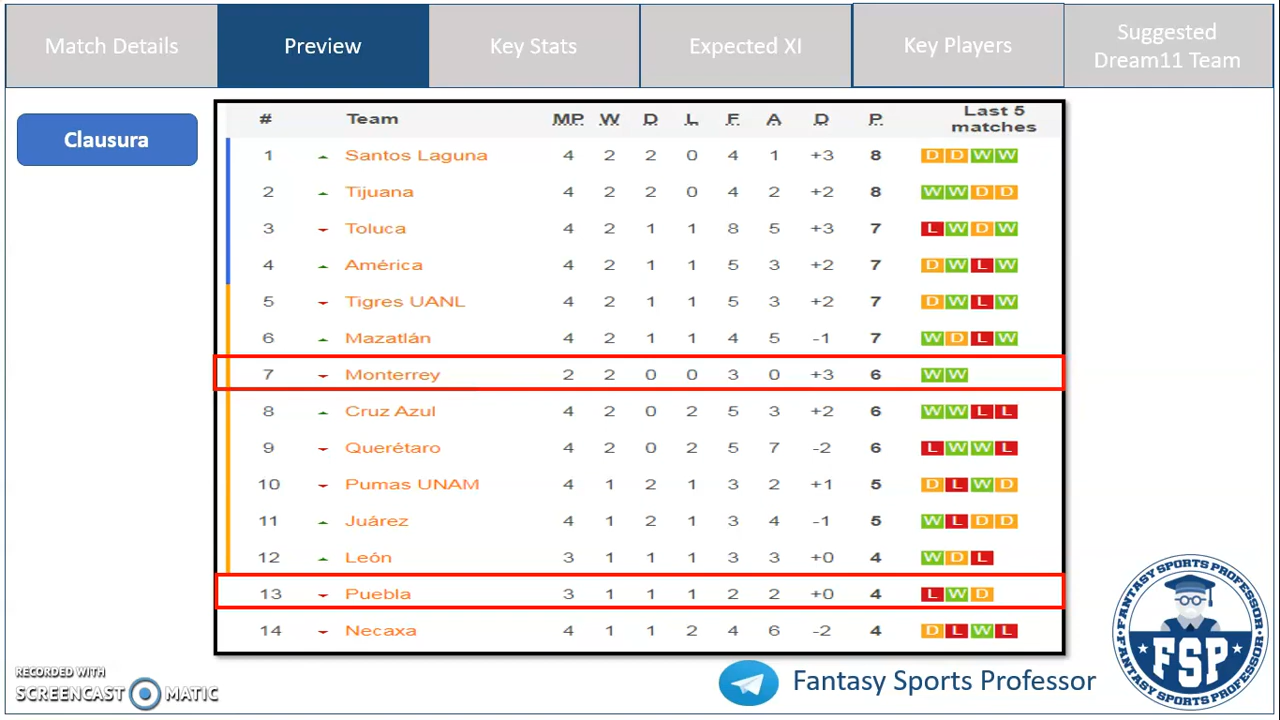 Match Details Preview Key Stats Expected XI Key Players Suggested Dream11 Team
Clausura
# Team MP W D L F A D P Last 5 matches
1 Santos Laguna 4 2 2 0 4 1 +3 8 D D W W
2 Tijuana 4 2 2 0 4 2 +2 8 W W D D
3 Toluca 4 2 1 1 8 5 +3 7 L W D W
4 América 4 2 1 1 5 3 +2 7 D W L W
5 Tigres UANL 4 2 1 1 5 3 +2 7 D W L W
6 Mazatlán 4 2 1 1 4 5 -1 7 W D L W
7 Monterrey 2 2 0 0 3 0 +3 6 W W
8 Cruz Azul 4 2 0 2 5 3 +2 6 W W L L
9 Querétaro 4 2 0 2 5 7 -2 6 L W W L
10 Pumas UNAM 4 1 2 1 3 2 +1 5 D L W D
11 Juárez 4 1 2 1 3 4 -1 5 W L D D
12 León 3 1 1 1 3 3 +0 4 W D L
13 Puebla 3 1 1 1 2 2 +0 4 L W D
14 Necaxa 4 1 1 2 4 6 -2 4 D L W L
RECORDED WITH
SCREENCAST MATIC
Fantasy Sports Professor
FANTASY SPORTS PROFESSOR
FSP
FANTASY SPORTS PROFESSOR